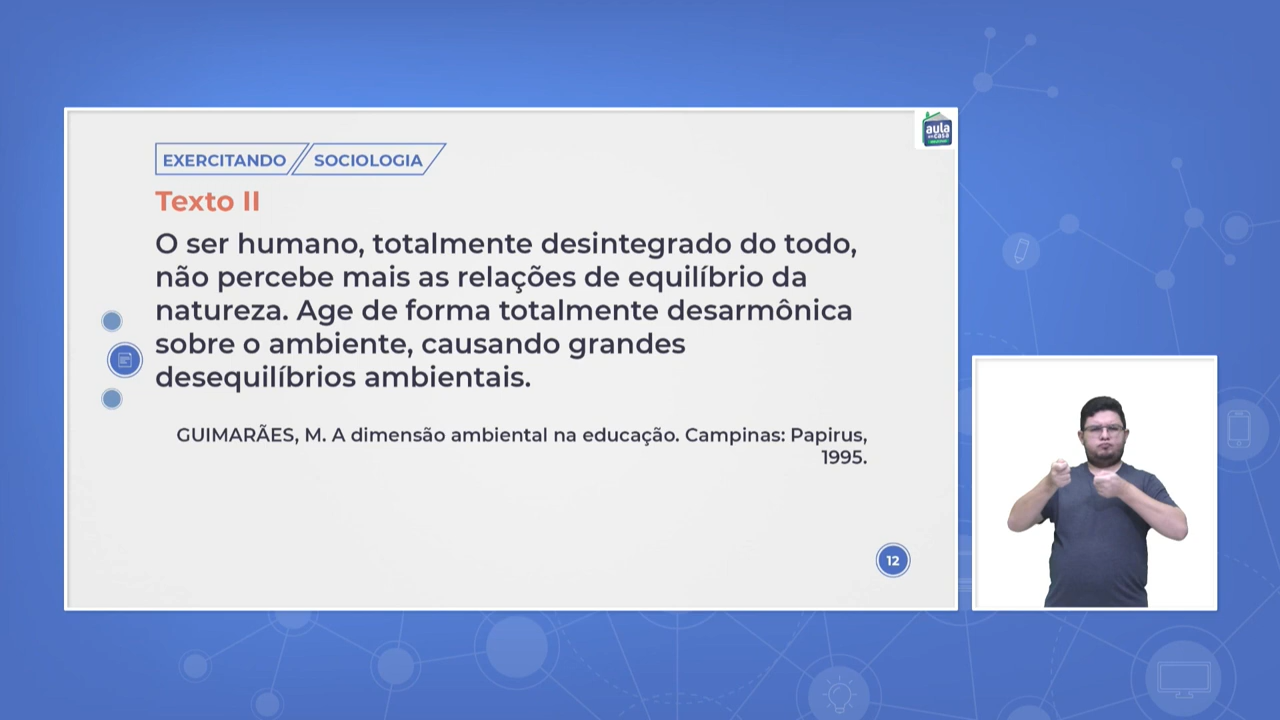 aula
em casa
EXERCITANDO
SOCIOLOGIA
Texto II
O ser humano, totalmente desintegrado do todo,
não percebe mais as relações de equilíbrio da
natureza. Age de forma totalmente desarmônica
sobre o ambiente, causando grandes
desequilíbrios ambientais.
GUIMARÃES, M. A dimensão ambiental na educação. Campinas: Papirus,
1995.
12